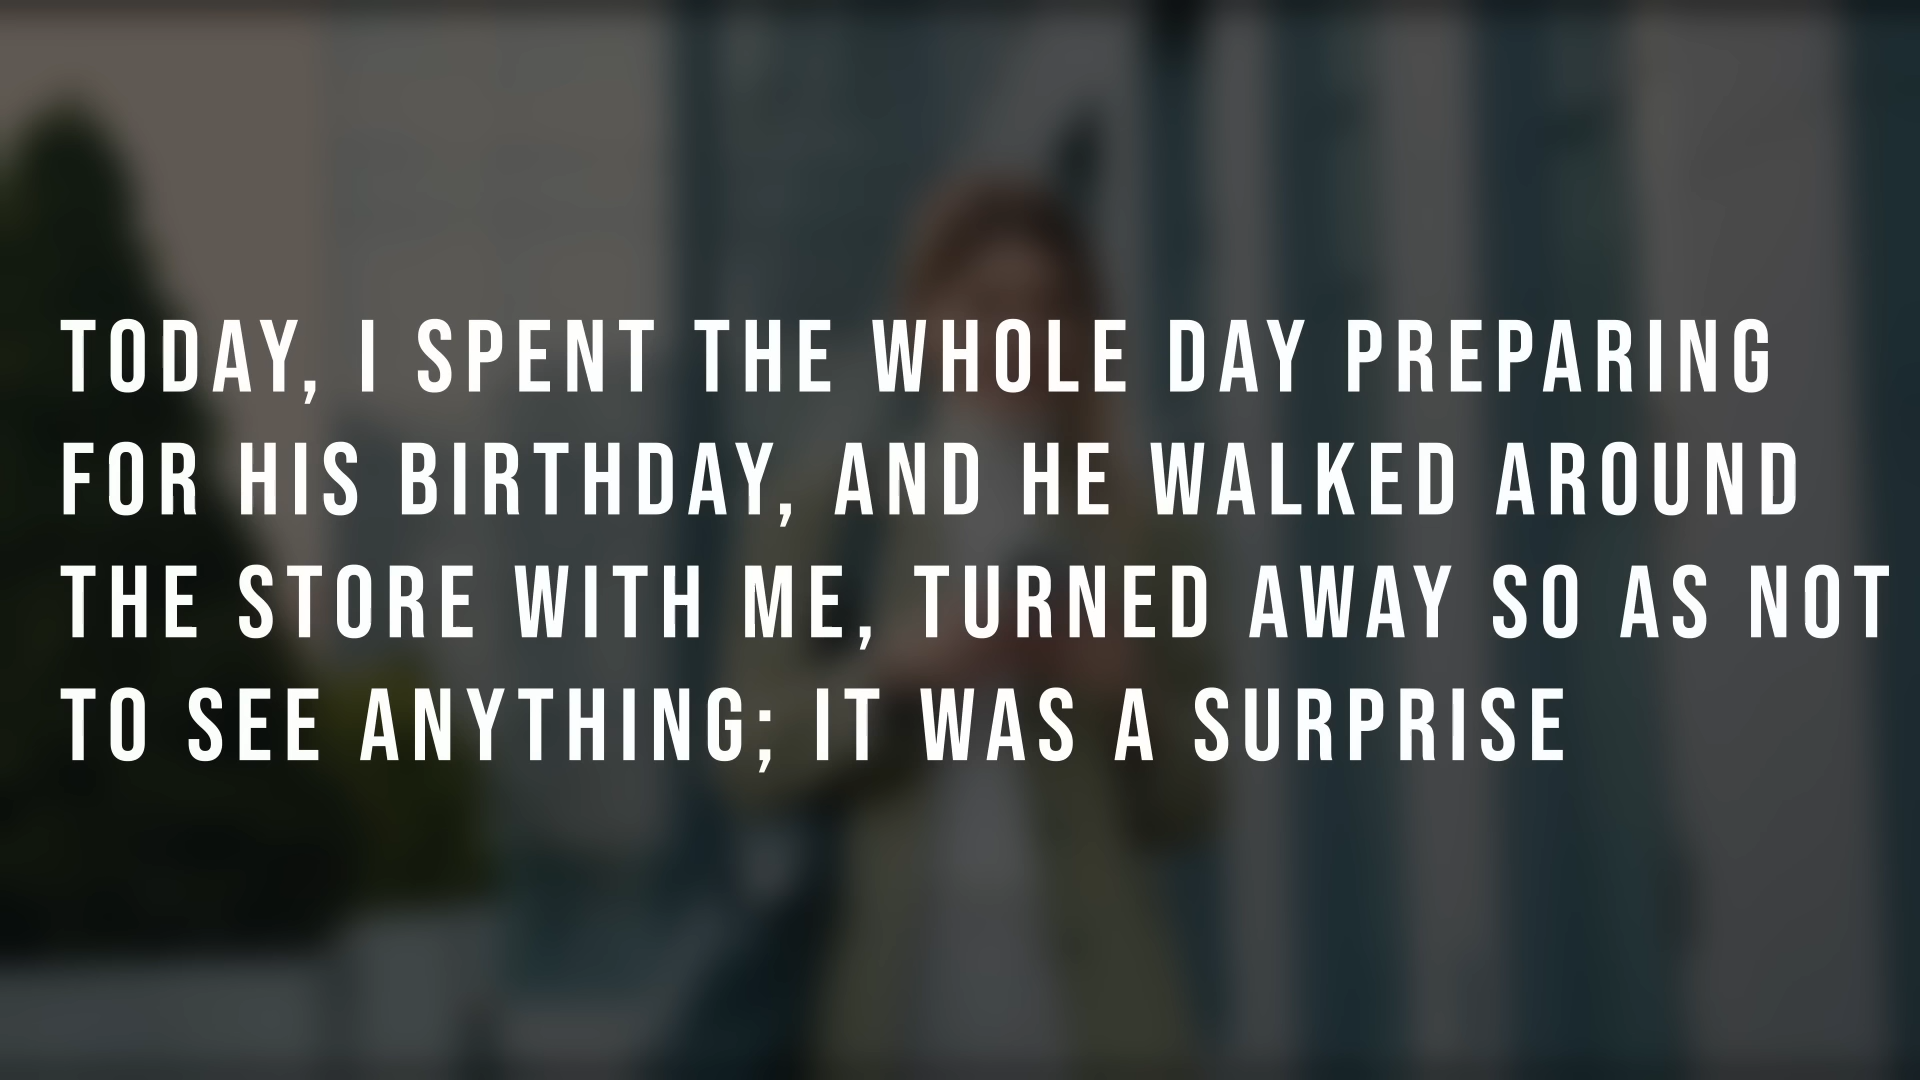 TODAY, I SPENT THE WHOLE DAY PREPARING
FOR HIS BIRTHDAY, AND HE WALKED AROUND
THE STORE WITH ME, TURNED AWAY SO AS NOT
TO SEE ANYTHING; IT WAS A SURPRISE